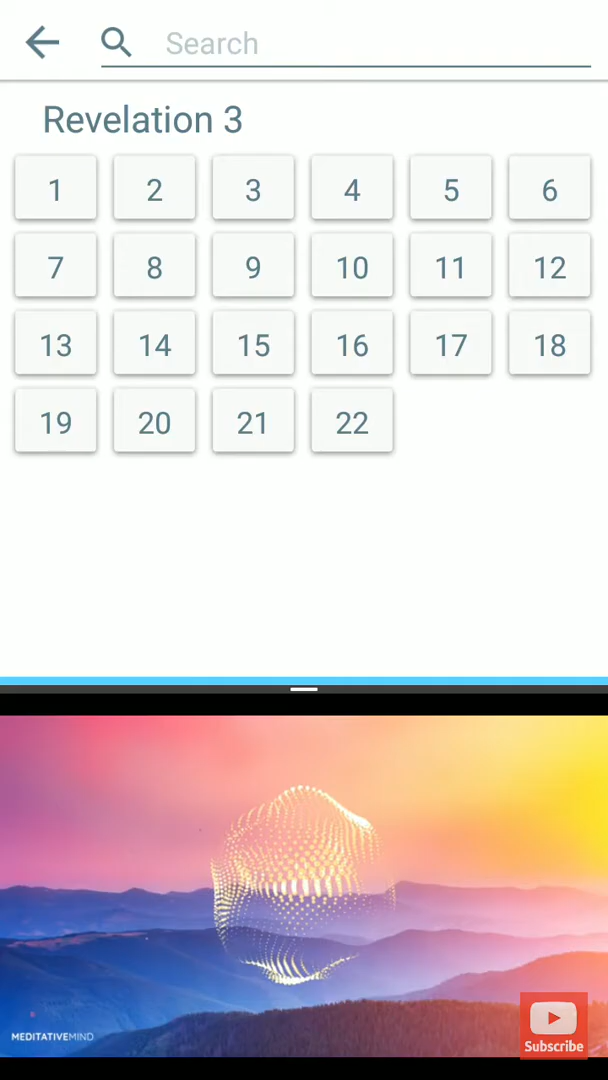 Search
Revelation 3
1 2 3 4 5 6
7 8 9 10 11 12
13 14 15 16 17 18
19 20 21 22
MEDITATIVEMIND
Subscribe